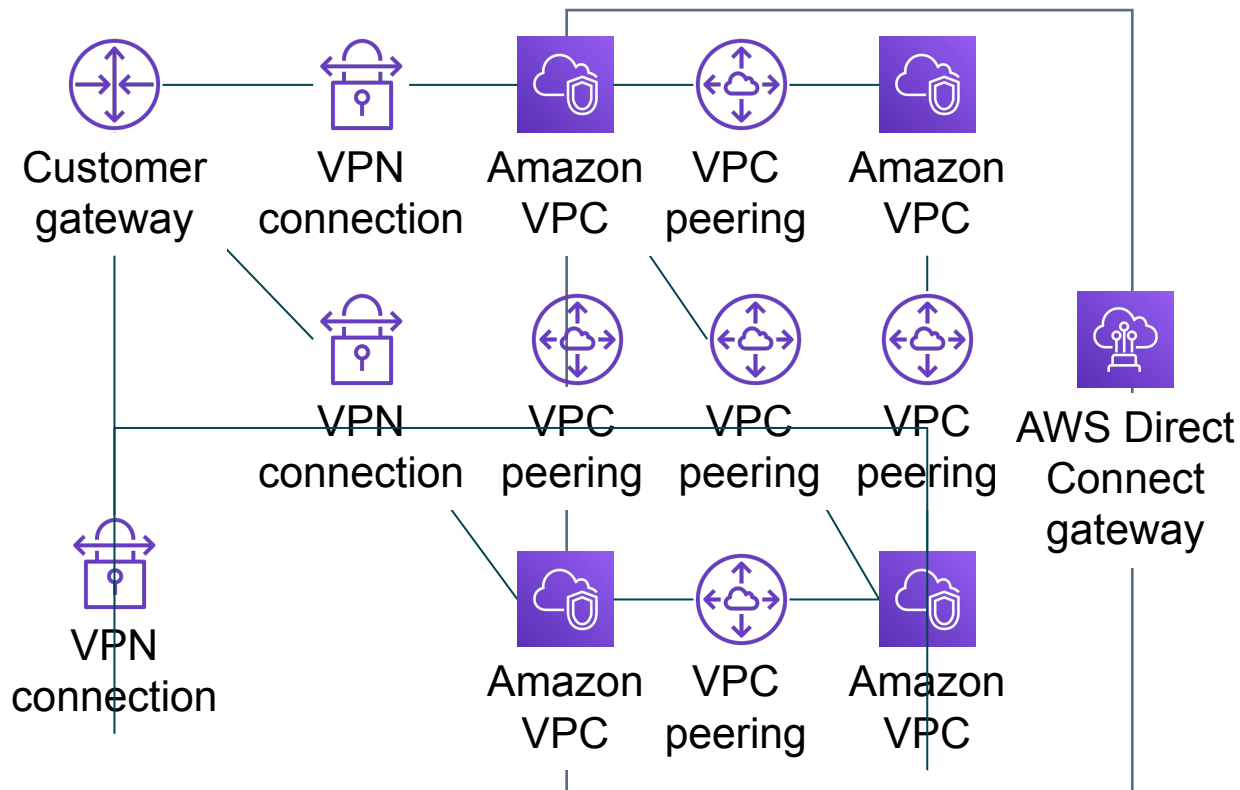 Customer
gateway
VPN
connection
Amazon
VPC
VPC
peering
Amazon
VPC
VPN
connection
VPC
peering
VPC
peering
VPC
peering
AWS Direct
Connect
gateway
VPN
connection
Amazon
VPC
VPC
peering
Amazon
VPC